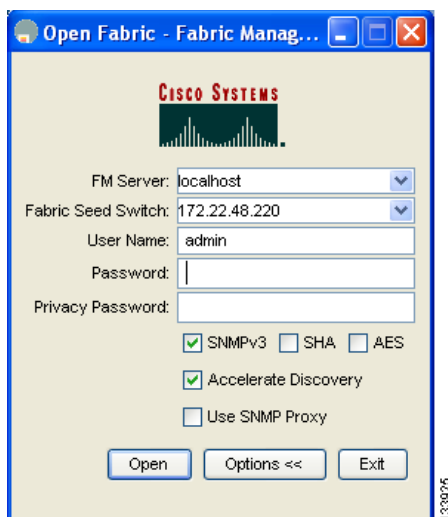 Open Fabric - Fabric Manag...
CISCO SYSTEMS
FM Server: localhost
Fabric Seed Switch: 172.22.48.220
User Name: admin
Password:
Privacy Password:
SNMPv3 SHA AES
Accelerate Discovery
Use SNMP Proxy
Open Options << Exit